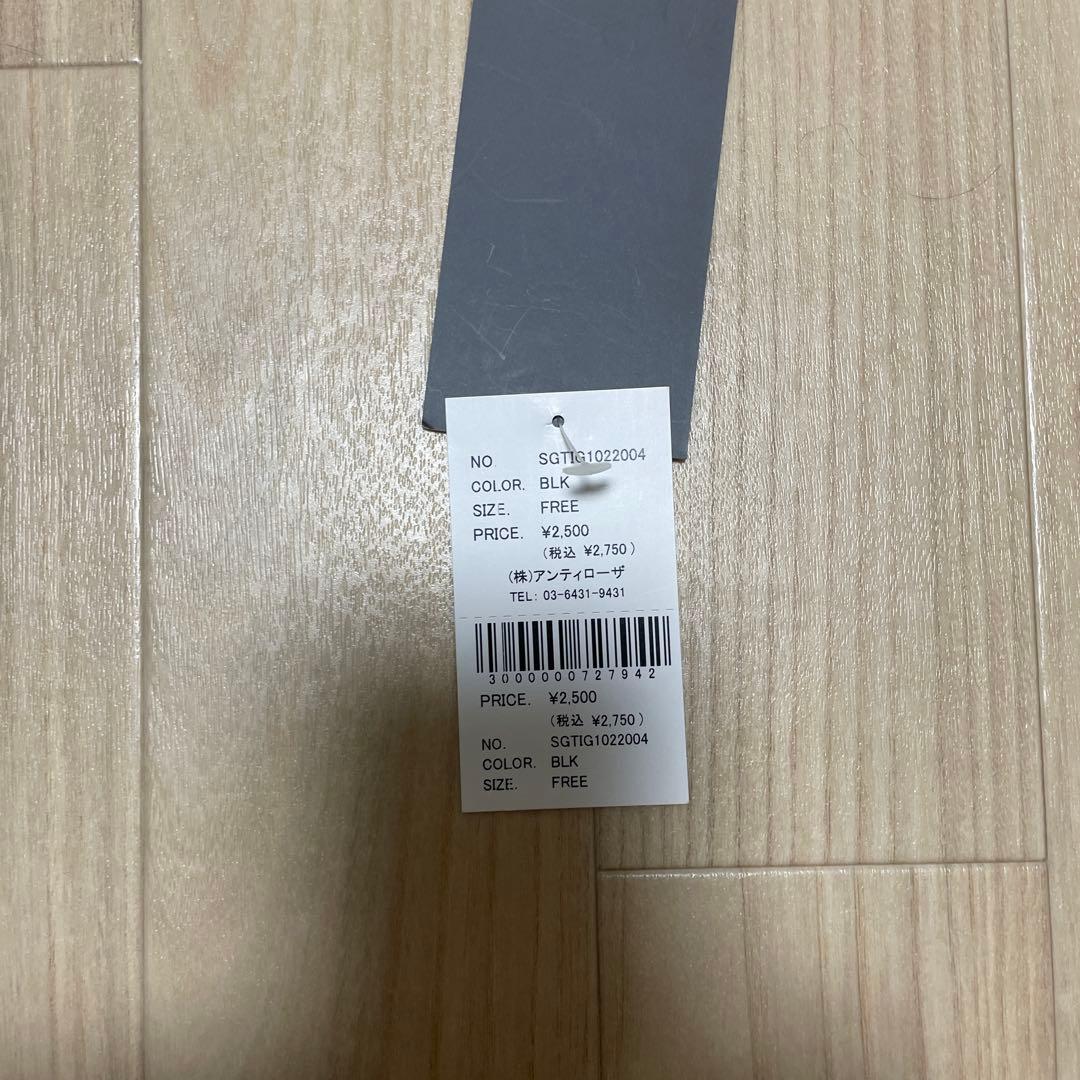 NO. SGTIG1022004
COLOR. BLK
SIZE. FREE
PRICE. ¥2,500
(税込 ¥2,750)
(株)アンティローザ
TEL: 03-6431-9431
3000000727942
PRICE. ¥2,500
(税込 ¥2,750)
NO. SGTIG1022004
COLOR. BLK
SIZE. FREE